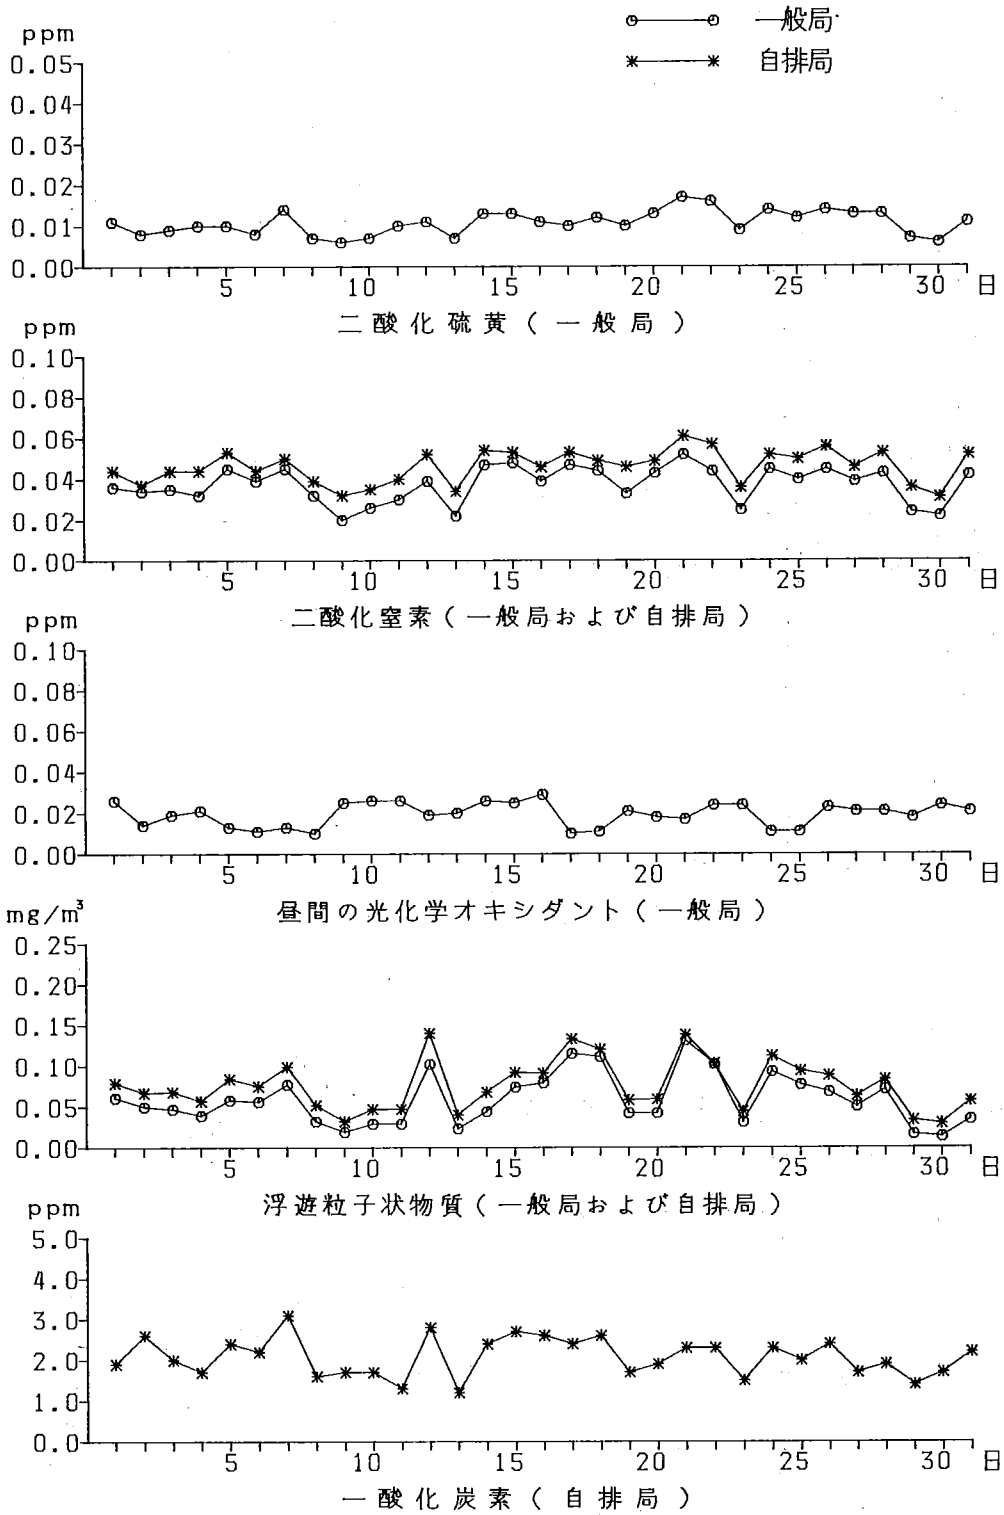 一般局
自排局
ppm
0.05
0.04
0.03
0.02
0.01
0.00
5 10 15 20 25 30 日
二酸化硫黄(一般局)
ppm
0.10
0.08
0.06
0.04
0.02
0.00
5 10 15 20 25 30 日
二酸化窒素(一般局および自排局)
ppm
0.10
0.08
0.06
0.04
0.02
0.00
5 10 15 20 25 30 日
昼間の光化学オキシダント(一般局)
mg/m³
0.25
0.20
0.15
0.10
0.05
0.00
5 10 15 20 25 30 日
浮遊粒子状物質(一般局および自排局)
ppm
5.0
4.0
3.0
2.0
1.0
0.0
5 10 15 20 25 30 日
一酸化炭素(自排局)